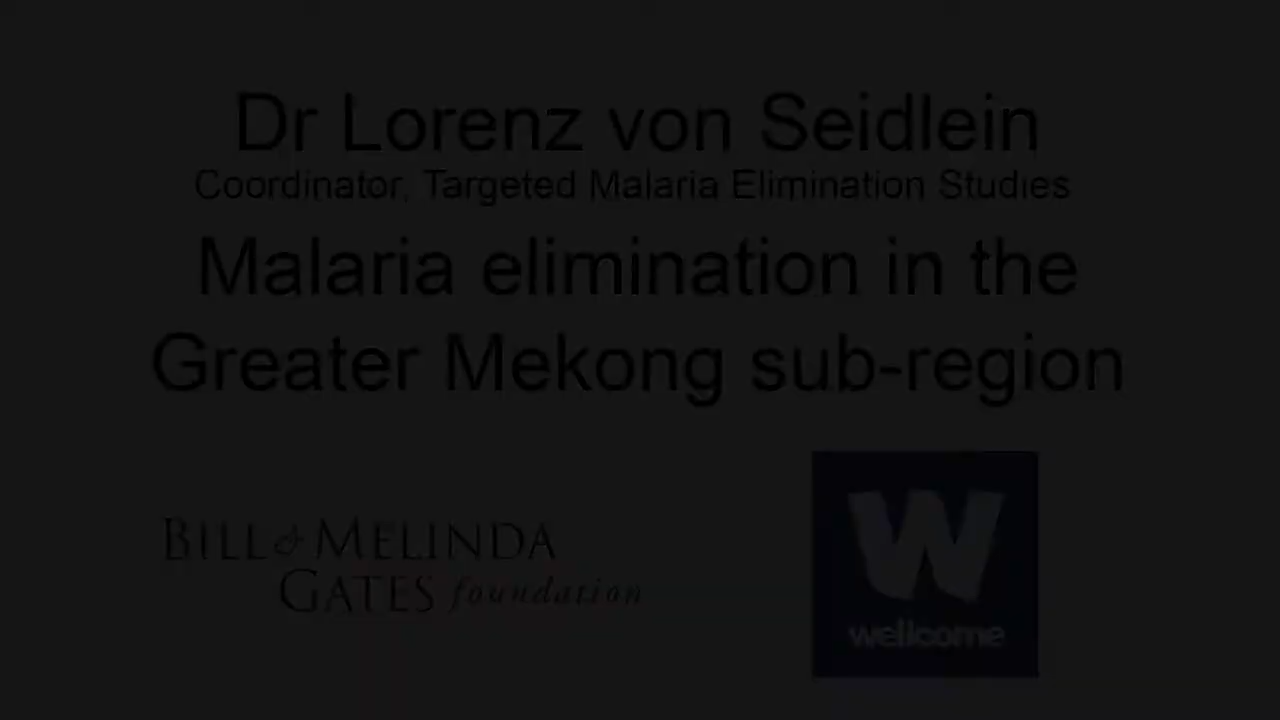 Dr Lorenz von Seidlein
Coordinator, Targeted Malaria Elimination Studies
Malaria elimination in the
Greater Mekong sub-region
BILL & MELINDA
GATES foundation
W
wellcome